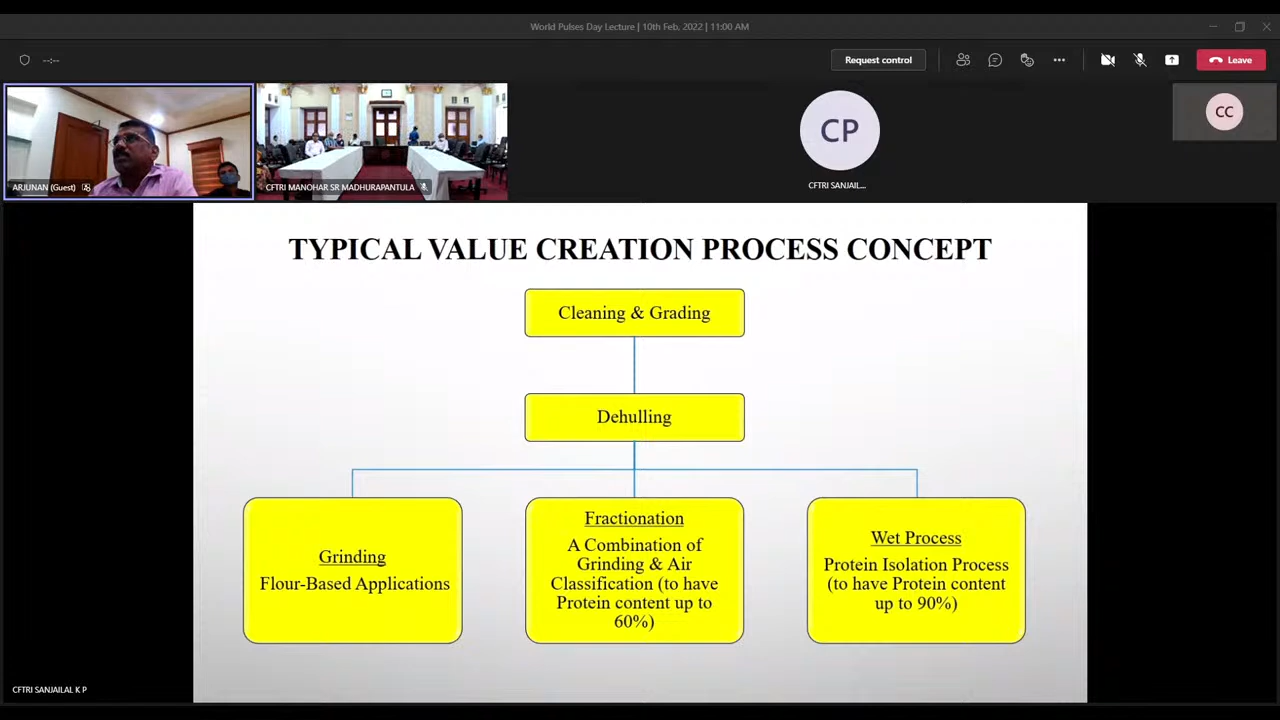 World Pulses Day Lecture | 10th Feb, 2022 | 11:00 AM
--:--
Request control
Leave
ARJUNAN (Guest)
CFTRI MANOHAR SR MADHURAPANTULA
CP
CFTRI SANJAIL...
CC
TYPICAL VALUE CREATION PROCESS CONCEPT
Cleaning & Grading
Dehulling
Grinding
Flour-Based Applications
Fractionation
A Combination of
Grinding & Air
Classification (to have
Protein content up to
60%)
Wet Process
Protein Isolation Process
(to have Protein content
up to 90%)
CFTRI SANJAILAL K P